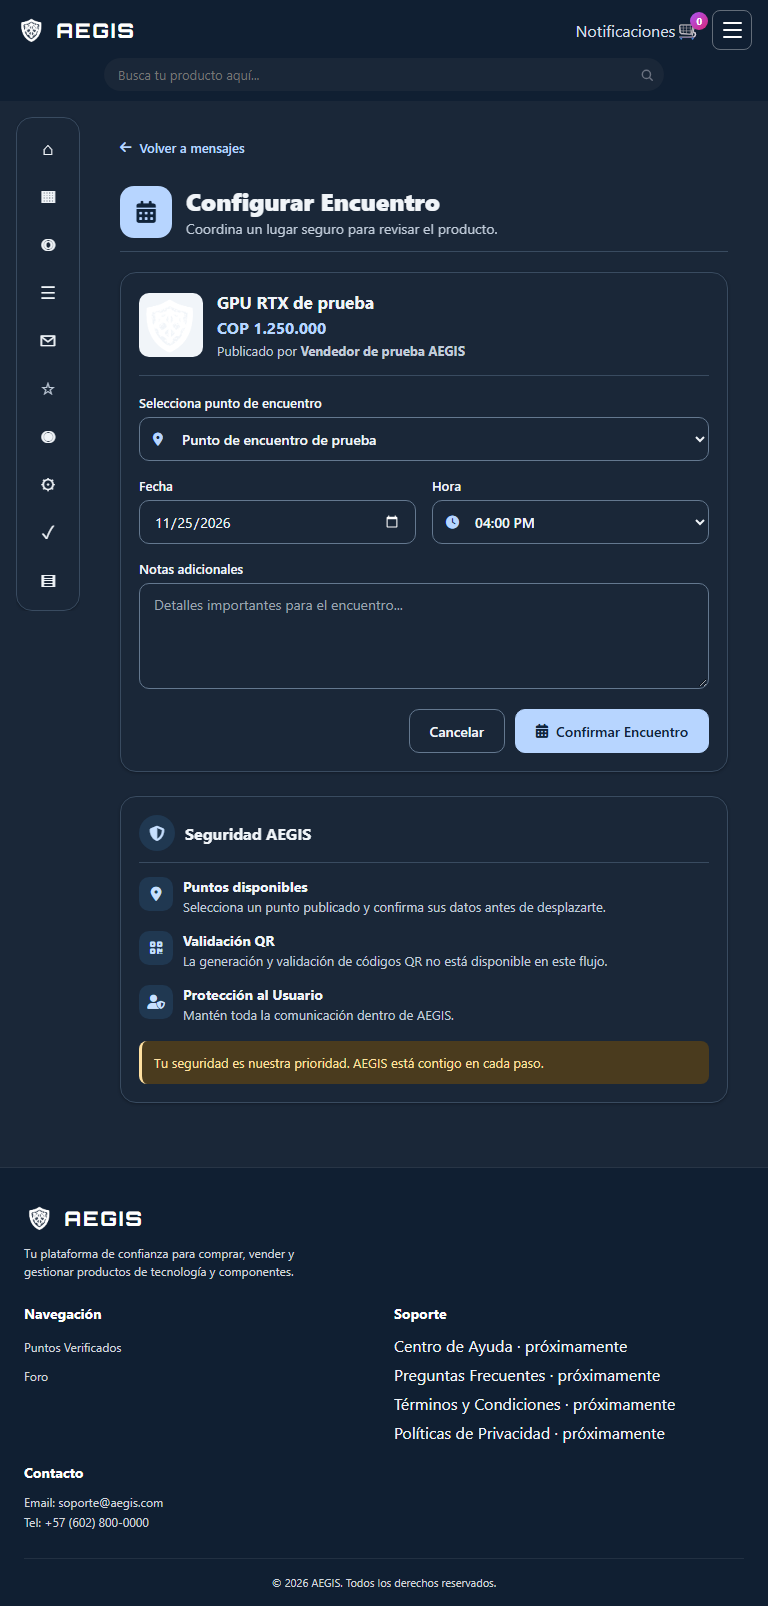 AEGIS
Notificaciones
0
Busca tu producto aquí...
Volver a mensajes
Configurar Encuentro
Coordina un lugar seguro para revisar el producto.
GPU RTX de prueba
COP 1.250.000
Publicado por Vendedor de prueba AEGIS
Selecciona punto de encuentro
Punto de encuentro de prueba
Fecha
Hora
11/25/2026
04:00 PM
Notas adicionales
Detalles importantes para el encuentro...
Cancelar
Confirmar Encuentro
Seguridad AEGIS
Puntos disponibles
Selecciona un punto publicado y confirma sus datos antes de desplazarte.
Validación QR
La generación y validación de códigos QR no está disponible en este flujo.
Protección al Usuario
Mantén toda la comunicación dentro de AEGIS.
Tu seguridad es nuestra prioridad. AEGIS está contigo en cada paso.
AEGIS
Tu plataforma de confianza para comprar, vender y
gestionar productos de tecnología y componentes.
Navegación
Puntos Verificados
Foro
Soporte
Centro de Ayuda · próximamente
Preguntas Frecuentes · próximamente
Términos y Condiciones · próximamente
Políticas de Privacidad · próximamente
Contacto
Email: soporte@aegis.com
Tel: +57 (602) 800-0000
© 2026 AEGIS. Todos los derechos reservados.